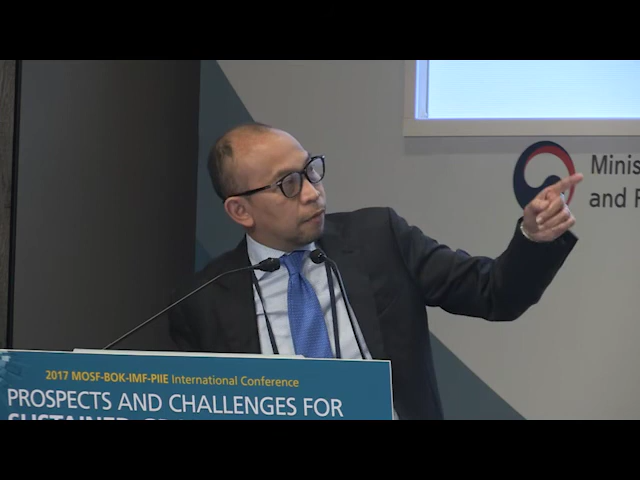 Minis
and F
2017 MOSF-BOK-IMF-PIIE International Conference
PROSPECTS AND CHALLENGES FOR